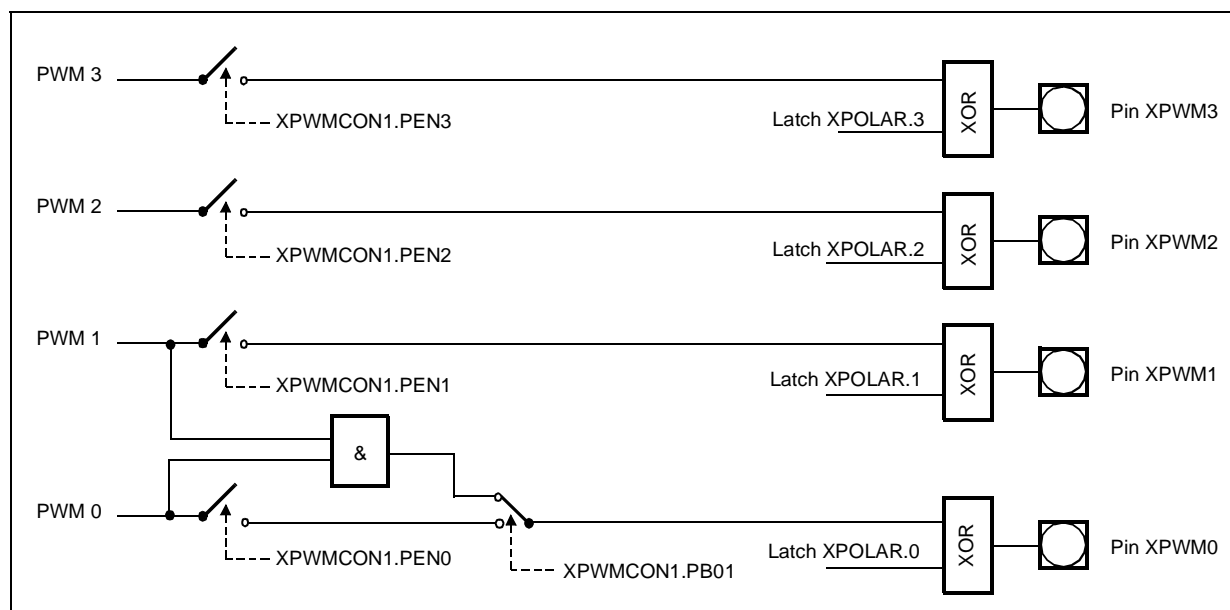 PWM 3
XPWMCON1.PEN3
Latch XPOLAR.3
XOR
Pin XPWM3
PWM 2
XPWMCON1.PEN2
Latch XPOLAR.2
XOR
Pin XPWM2
PWM 1
XPWMCON1.PEN1
Latch XPOLAR.1
XOR
Pin XPWM1
&
PWM 0
XPWMCON1.PEN0
XPWMCON1.PB01
Latch XPOLAR.0
XOR
Pin XPWM0